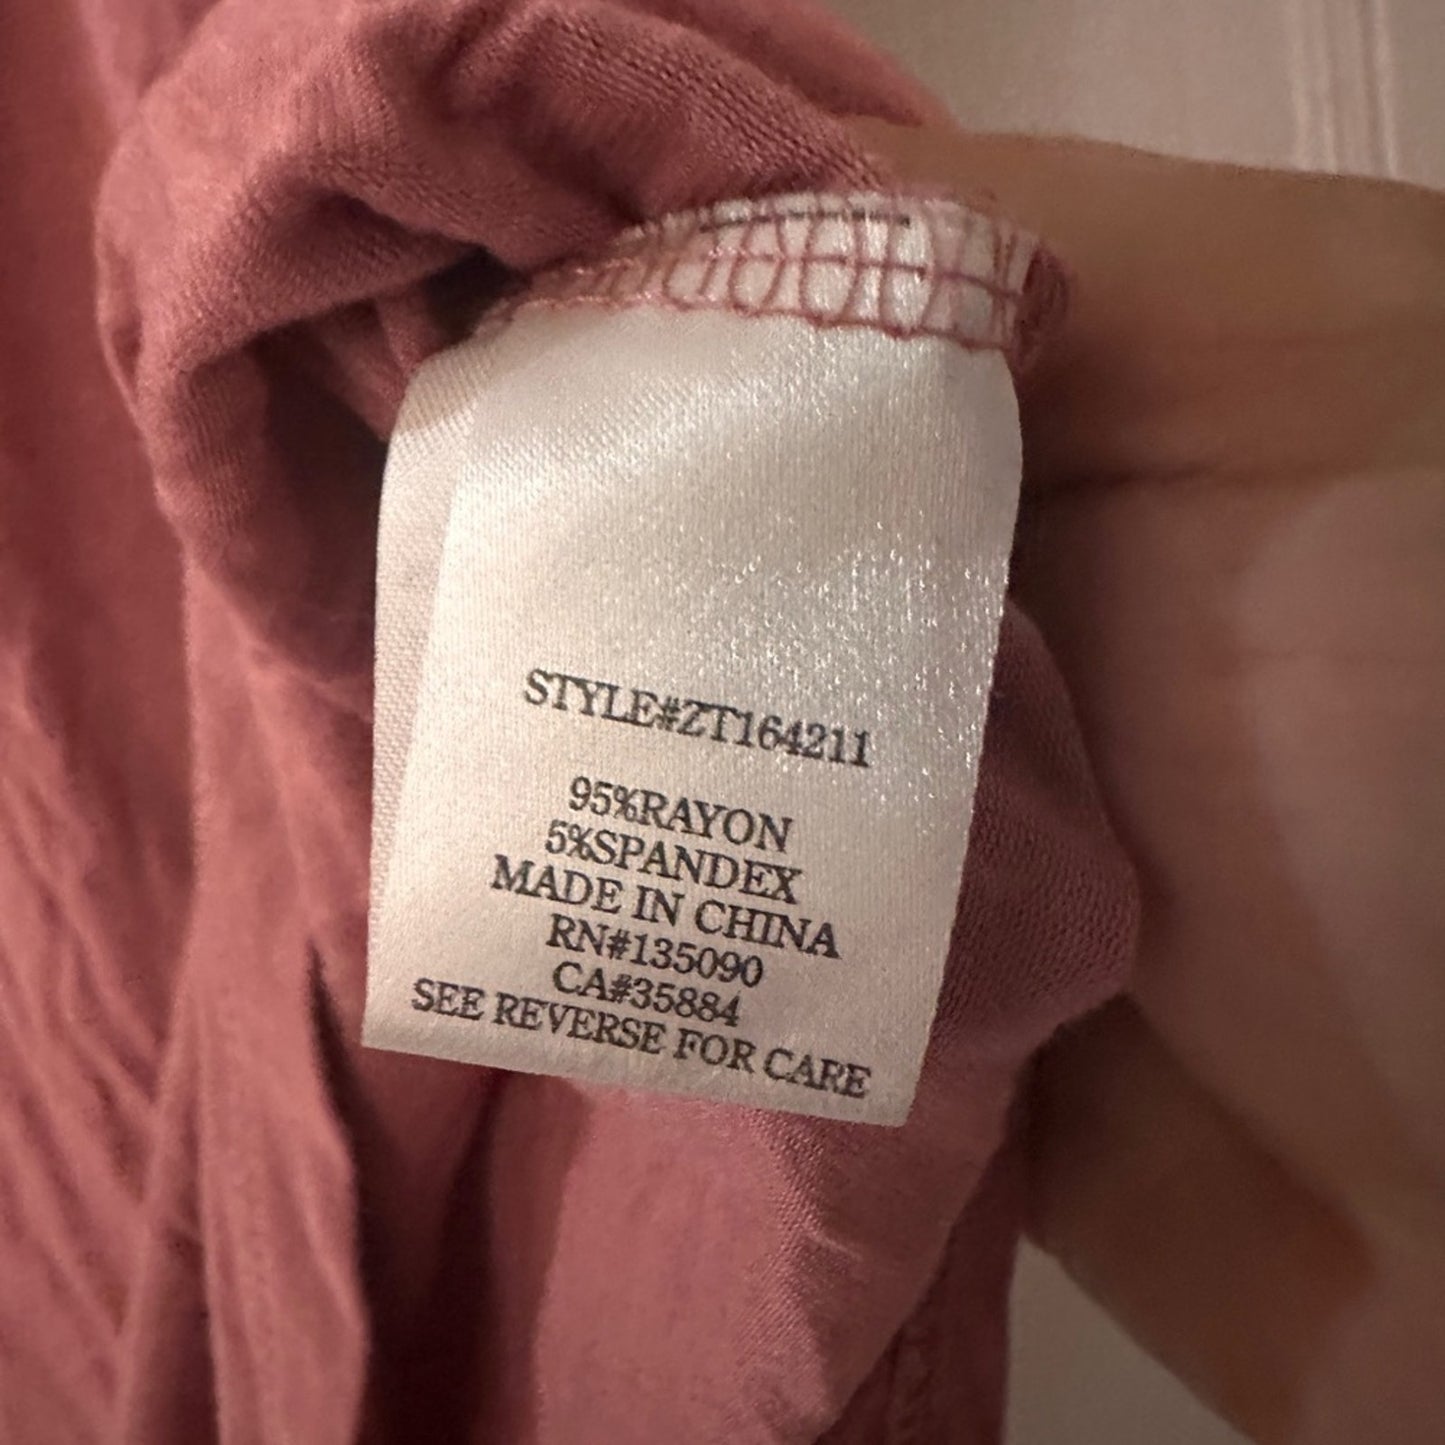 STYLE#ZT164211
95%RAYON
5%SPANDEX
MADE IN CHINA
RN#135090
CA#35884
SEE REVERSE FOR CARE